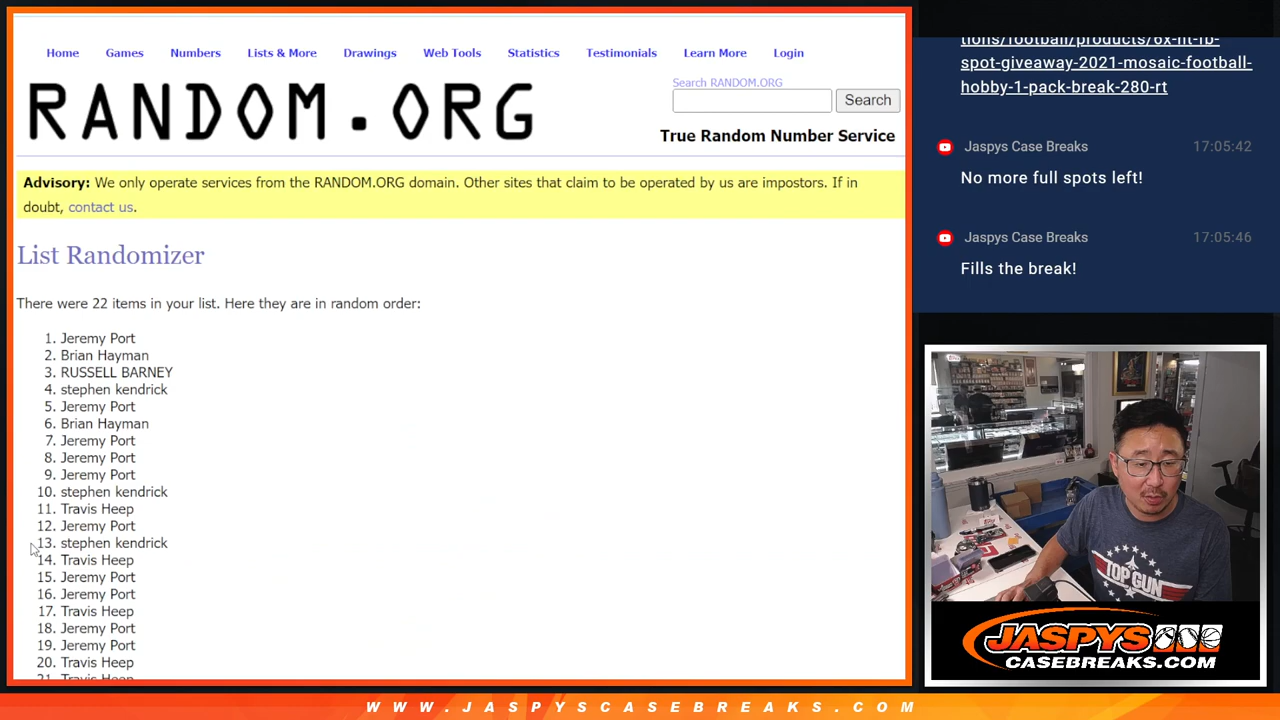 Home Games Numbers Lists & More Drawings Web Tools Statistics Testimonials Learn More Login
RANDOM.ORG
Search RANDOM.ORG
Search
True Random Number Service
Advisory: We only operate services from the RANDOM.ORG domain. Other sites that claim to be operated by us are impostors. If in
doubt, contact us.
List Randomizer
There were 22 items in your list. Here they are in random order:
1. Jeremy Port
2. Brian Hayman
3. RUSSELL BARNEY
4. stephen kendrick
5. Jeremy Port
6. Brian Hayman
7. Jeremy Port
8. Jeremy Port
9. Jeremy Port
10. stephen kendrick
11. Travis Heep
12. Jeremy Port
13. stephen kendrick
14. Travis Heep
15. Jeremy Port
16. Jeremy Port
17. Travis Heep
18. Jeremy Port
19. Jeremy Port
20. Travis Heep
21. Travis Heep
tions/football/products/6x-nt-fb-
spot-giveaway-2021-mosaic-football-
hobby-1-pack-break-280-rt
Jaspys Case Breaks 17:05:42
No more full spots left!
Jaspys Case Breaks 17:05:46
Fills the break!
TOP GUN
JASPYS
CASEBREAKS.COM
WWW.JASPYSCASEBREAKS.COM